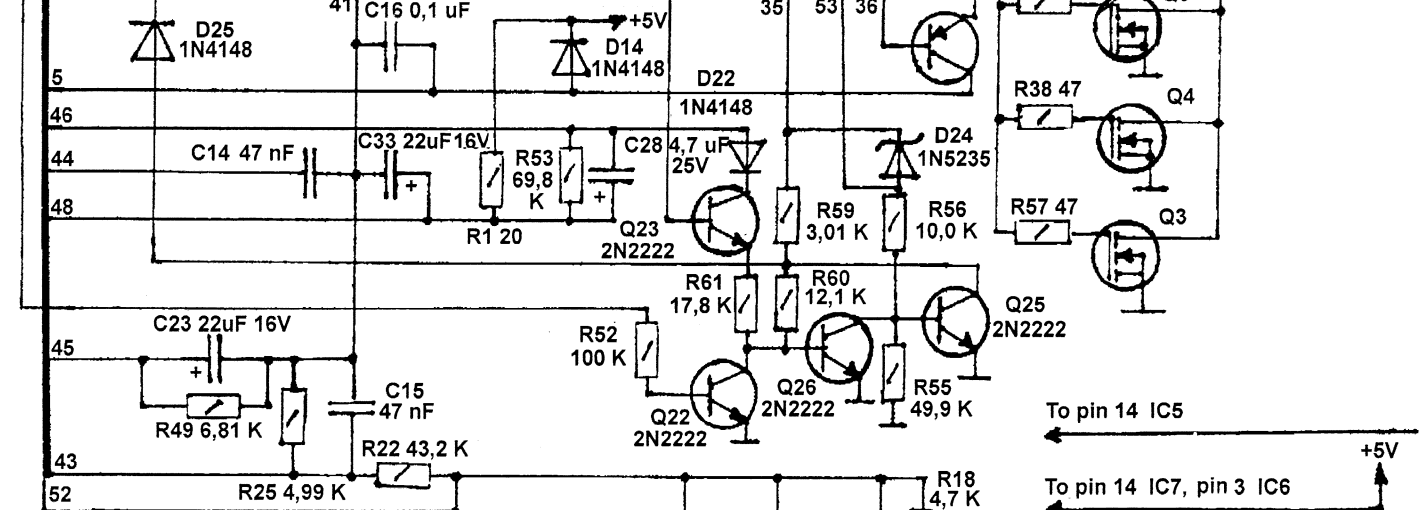 41
C16 0,1 uF
35
53
36
D25
1N4148
+5V
D14
1N4148
5
D22
1N4148
R38 47
Q4
46
C14 47 nF
C33 22uF 16V
R53
69,8
K
C28 4,7 uF
25V
D24
1N5235
44
48
R1 20
Q23
2N2222
R59
3,01 K
R56
10,0 K
R57 47
Q3
R61
17,8 K
R60
12,1 K
Q25
2N2222
C23 22uF 16V
R52
100 K
45
C15
47 nF
R49 6,81 K
Q22
2N2222
Q26
2N2222
R55
49,9 K
To pin 14 IC5
+5V
43
R22 43,2 K
R25 4,99 K
52
R18
4,7 K
To pin 14 IC7, pin 3 IC6